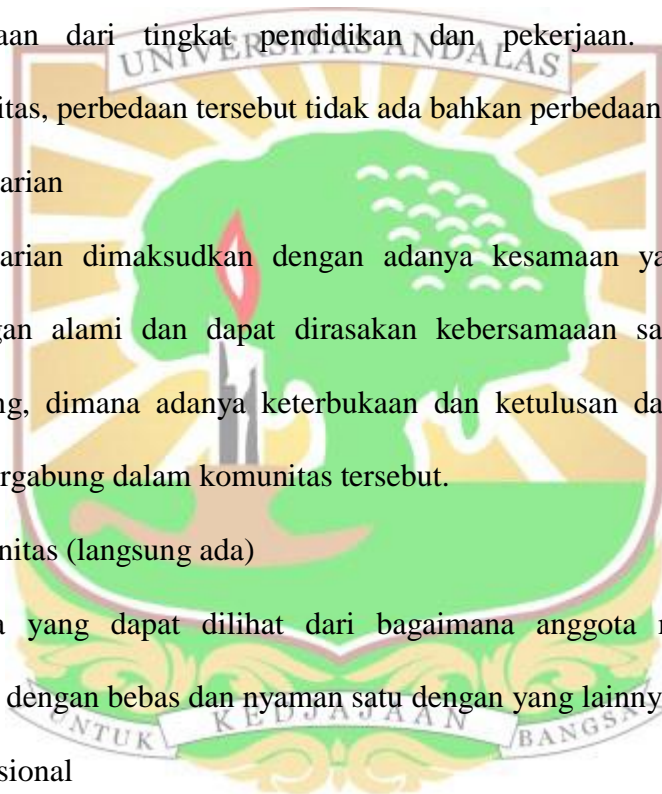 aan dari tingkat pendidikan dan pekerjaan.
UNIVERSITAS ANDALAS
itas, perbedaan tersebut tidak ada bahkan perbedaan
arian
arian dimaksudkan dengan adanya kesamaan ya
gan alami dan dapat dirasakan kebersamaaan sa
ng, dimana adanya keterbukaan dan ketulusan da
rgabung dalam komunitas tersebut.
nitas (langsung ada)
a yang dapat dilihat dari bagaimana anggota
dengan bebas dan nyaman satu dengan yang lainny
UNTUK KEDJAJAAN BANGSA
sional